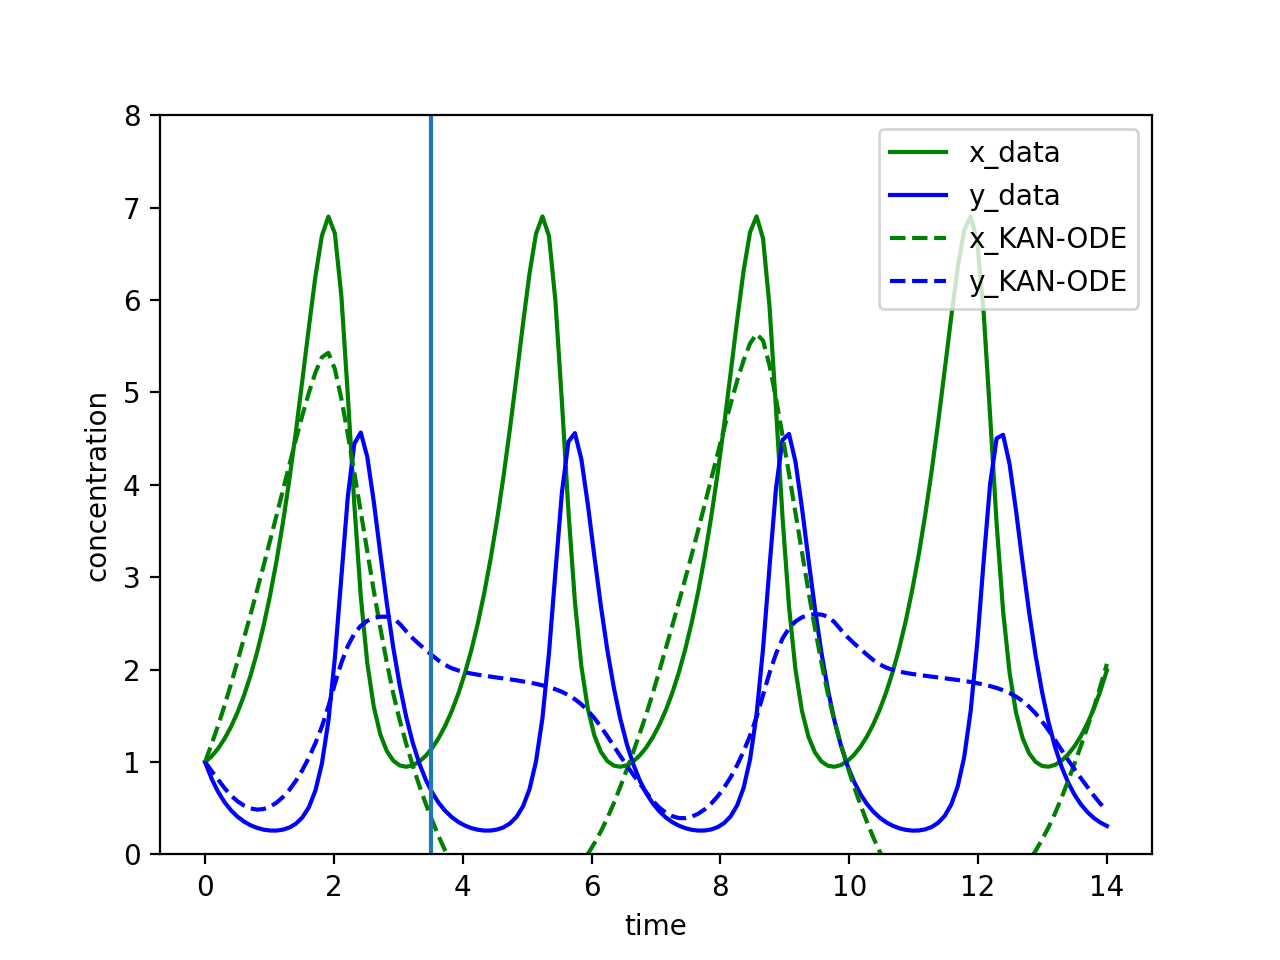 8
7
6
5
4
3
2
1
0
concentration
0 2 4 6 8 10 12 14
time
x_data
y_data
x_KAN-ODE
y_KAN-ODE